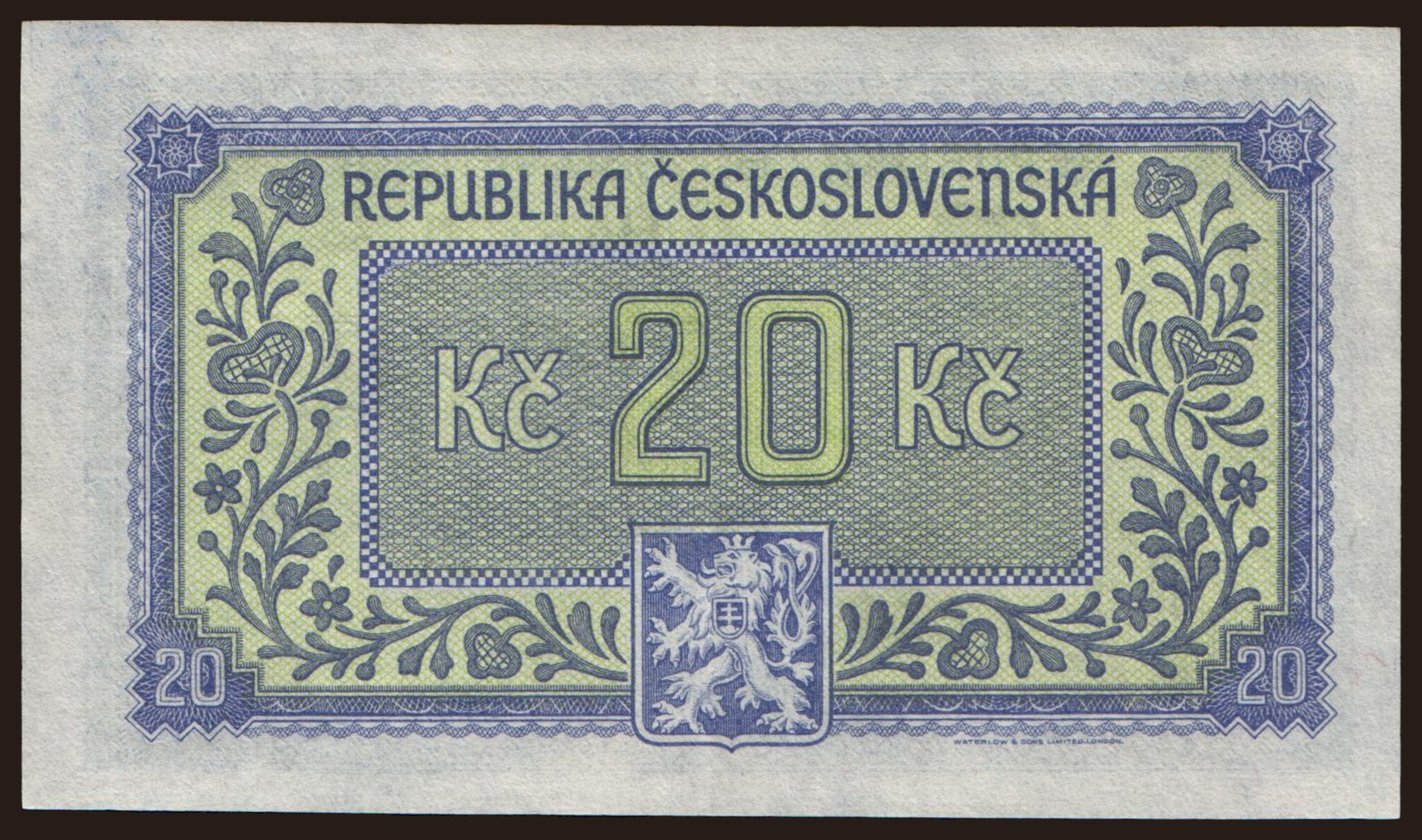 REPUBLIKA ČESKOSLOVENSKÁ
Kč 20 Kč
20 20
WATERLOW & SONS LIMITED, LONDON.